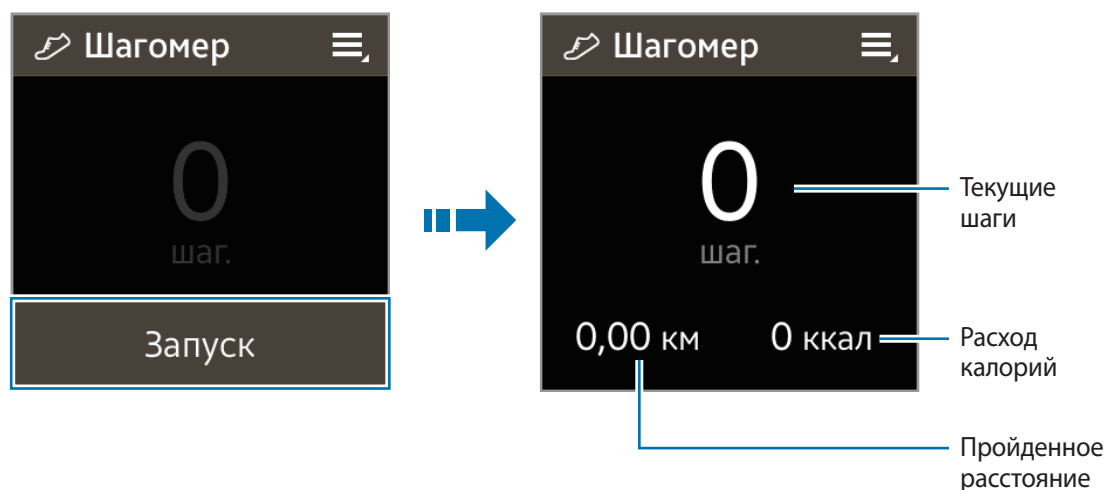 Шагомер
0
шаг.
Запуск
Шагомер
0
шаг.
0,00 км
0 ккал
Текущие
шаги
Расход
калорий
Пройденное
расстояние